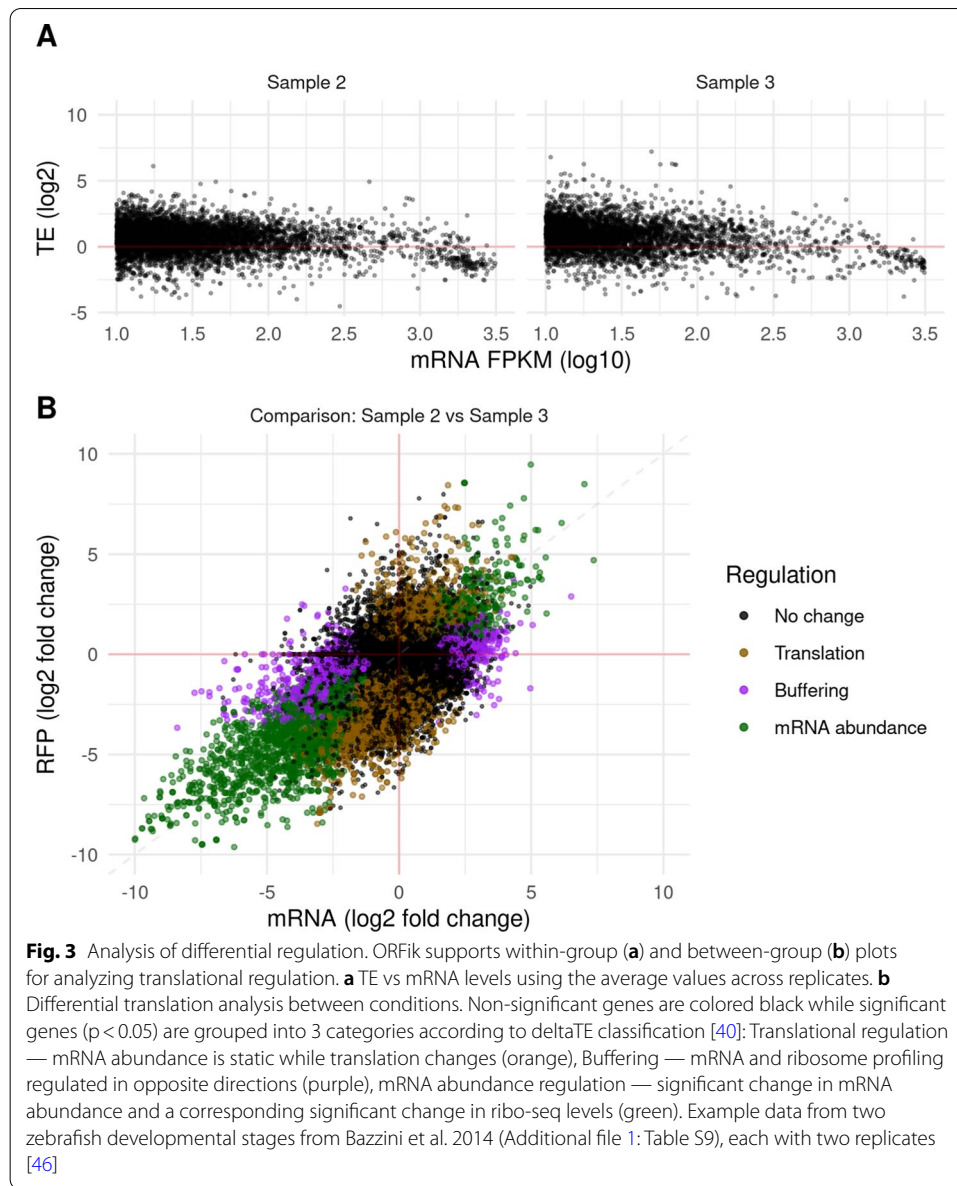 A
Sample 2
Sample 3
10
5
0
-5
TE (log2)
1.0 1.5 2.0 2.5 3.0 3.5
1.0 1.5 2.0 2.5 3.0 3.5
mRNA FPKM (log10)
B
Comparison: Sample 2 vs Sample 3
10
5
0
-5
-10
RFP (log2 fold change)
-10 -5 0 5 10
mRNA (log2 fold change)
Regulation
No change
Translation
Buffering
mRNA abundance
Fig. 3 Analysis of differential regulation. ORFik supports within-group (a) and between-group (b) plots
for analyzing translational regulation. a TE vs mRNA levels using the average values across replicates. b
Differential translation analysis between conditions. Non-significant genes are colored black while significant
genes (p < 0.05) are grouped into 3 categories according to deltaTE classification [40]: Translational regulation
— mRNA abundance is static while translation changes (orange), Buffering — mRNA and ribosome profiling
regulated in opposite directions (purple), mRNA abundance regulation — significant change in mRNA
abundance and a corresponding significant change in ribo-seq levels (green). Example data from two
zebrafish developmental stages from Bazzini et al. 2014 (Additional file 1: Table S9), each with two replicates
[46]